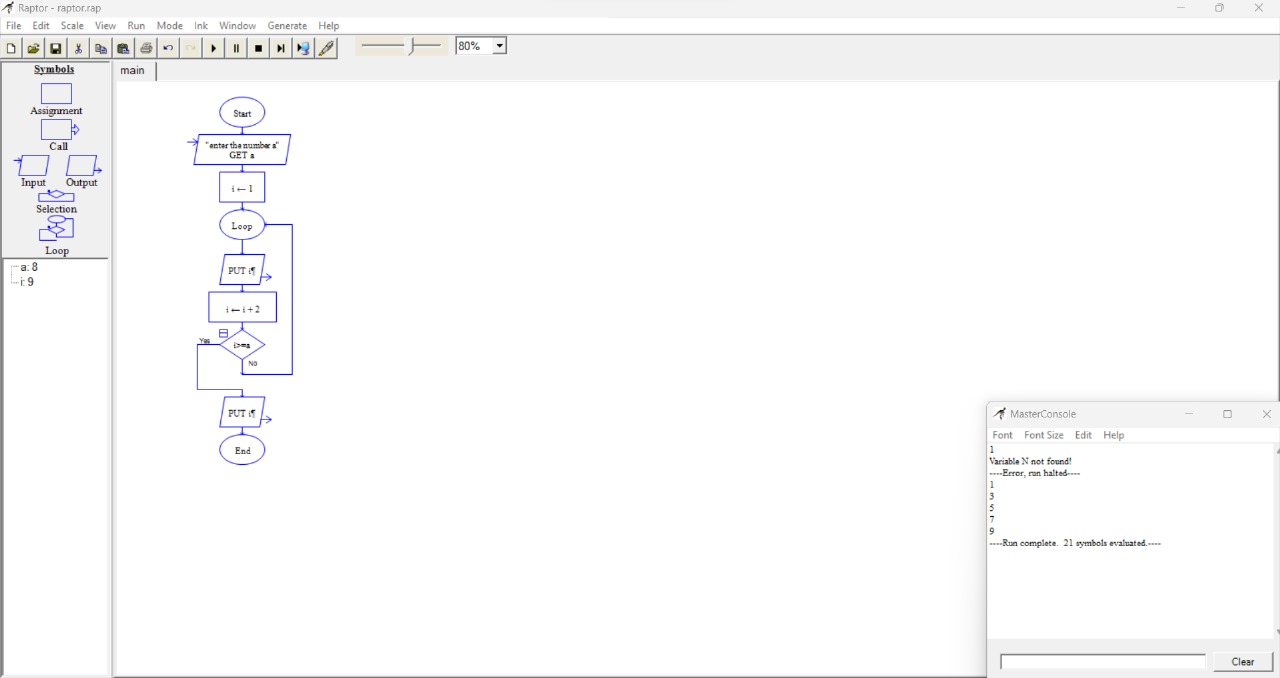 Raptor - raptor.rap
File Edit Scale View Run Mode Ink Window Generate Help
80%
Symbols
Assignment
Call
Input Output
Selection
Loop
a: 8
i: 9
main
Start
"enter the number a"
GET a
i ← 1
Loop
PUT i¶
i ← i + 2
Yes
i>=a
No
PUT i¶
End
MasterConsole
Font Font Size Edit Help
1
Variable N not found!
----Error, run halted----
1
3
5
7
9
----Run complete. 21 symbols evaluated.----
Clear